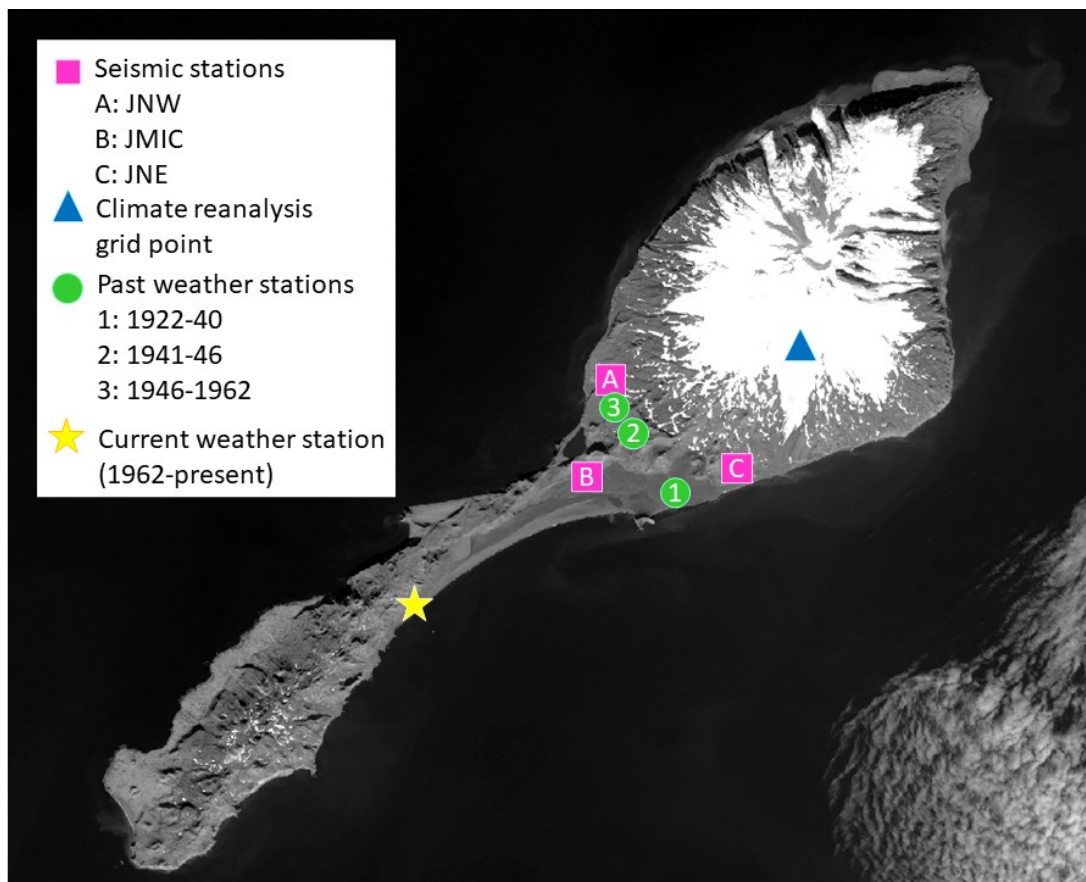 Seismic stations
A: JNW
B: JMIC
C: JNE
Climate reanalysis
grid point
Past weather stations
1: 1922-40
2: 1941-46
3: 1946-1962
Current weather station
(1962-present)
A
3
2
B
C
1